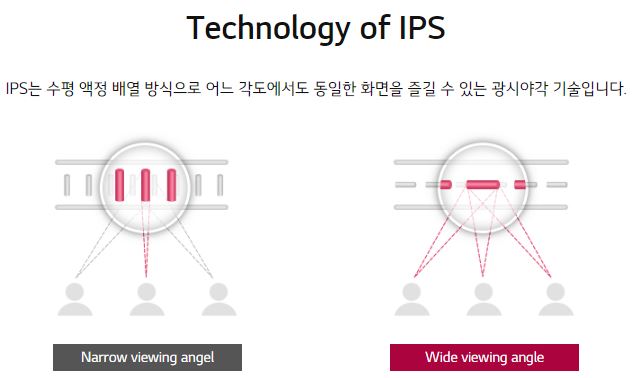 Technology of IPS
IPS는 수평 액정 배열 방식으로 어느 각도에서도 동일한 화면을 즐길 수 있는 광시야각 기술입니다.
Narrow viewing angel
Wide viewing angle